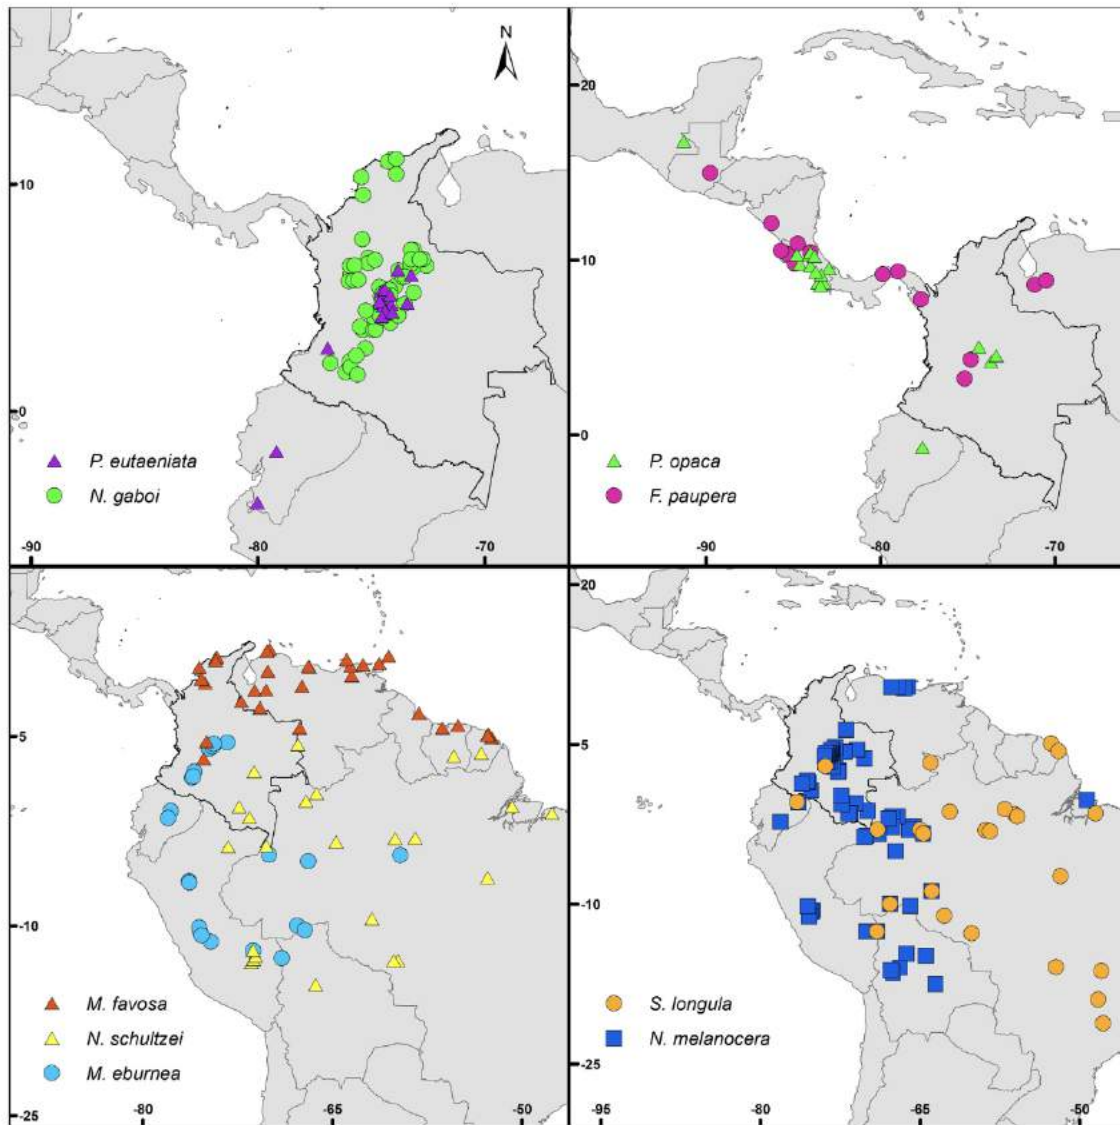 N
10
0
P. eutaeniata
N. gaboi
-90
-80
-70
20
10
0
P. opaca
F. paupera
-90
-80
-70
5
-10
-25
M. favosa
N. schultzei
M. eburnea
-80
-65
-50
20
5
-10
-25
S. longula
N. melanocera
-95
-80
-65
-50